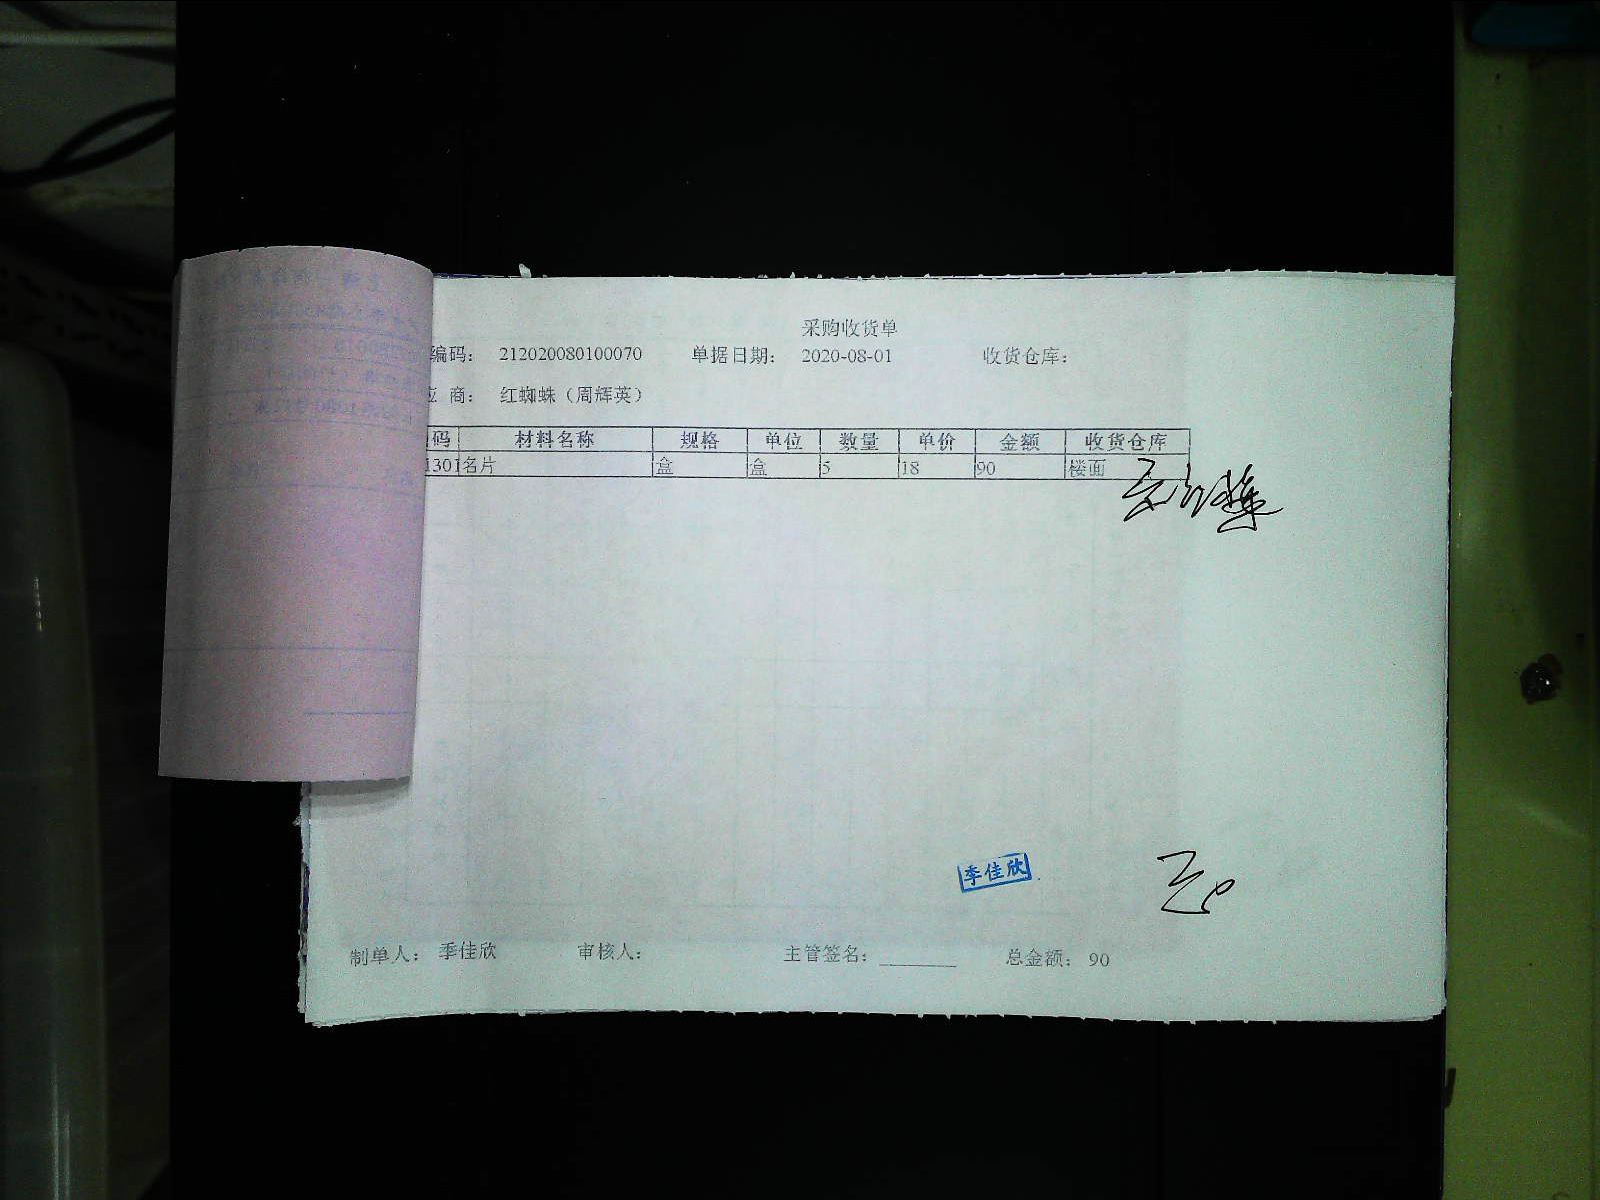 采购收货单
编码： 212020080100070 单据日期： 2020-08-01 收货仓库：
应 商： 红蜘蛛（周辉英）
码 材料名称 规格 单位 数量 单价 金额 收货仓库
1301 名片 盒 盒 5 18 90 楼面
季佳欣
制单人： 季佳欣 审核人： 主管签名：________ 总金额： 90